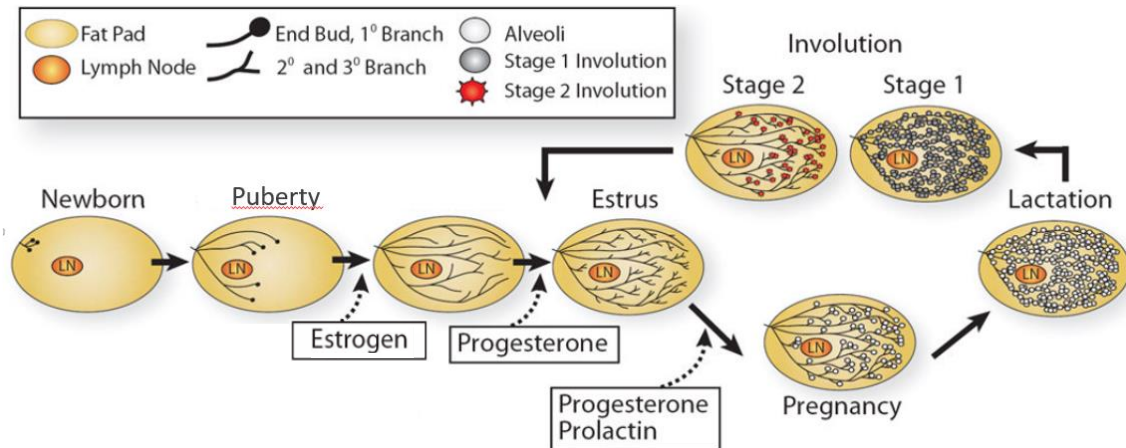 Fat Pad
End Bud, 1⁰ Branch
Alveoli
Lymph Node
2⁰ and 3⁰ Branch
Stage 1 Involution
Stage 2 Involution
Involution
Stage 2
Stage 1
LN
LN
Newborn
Puberty
Estrus
Lactation
LN
LN
LN
LN
LN
Estrogen
Progesterone
LN
Progesterone
Prolactin
Pregnancy